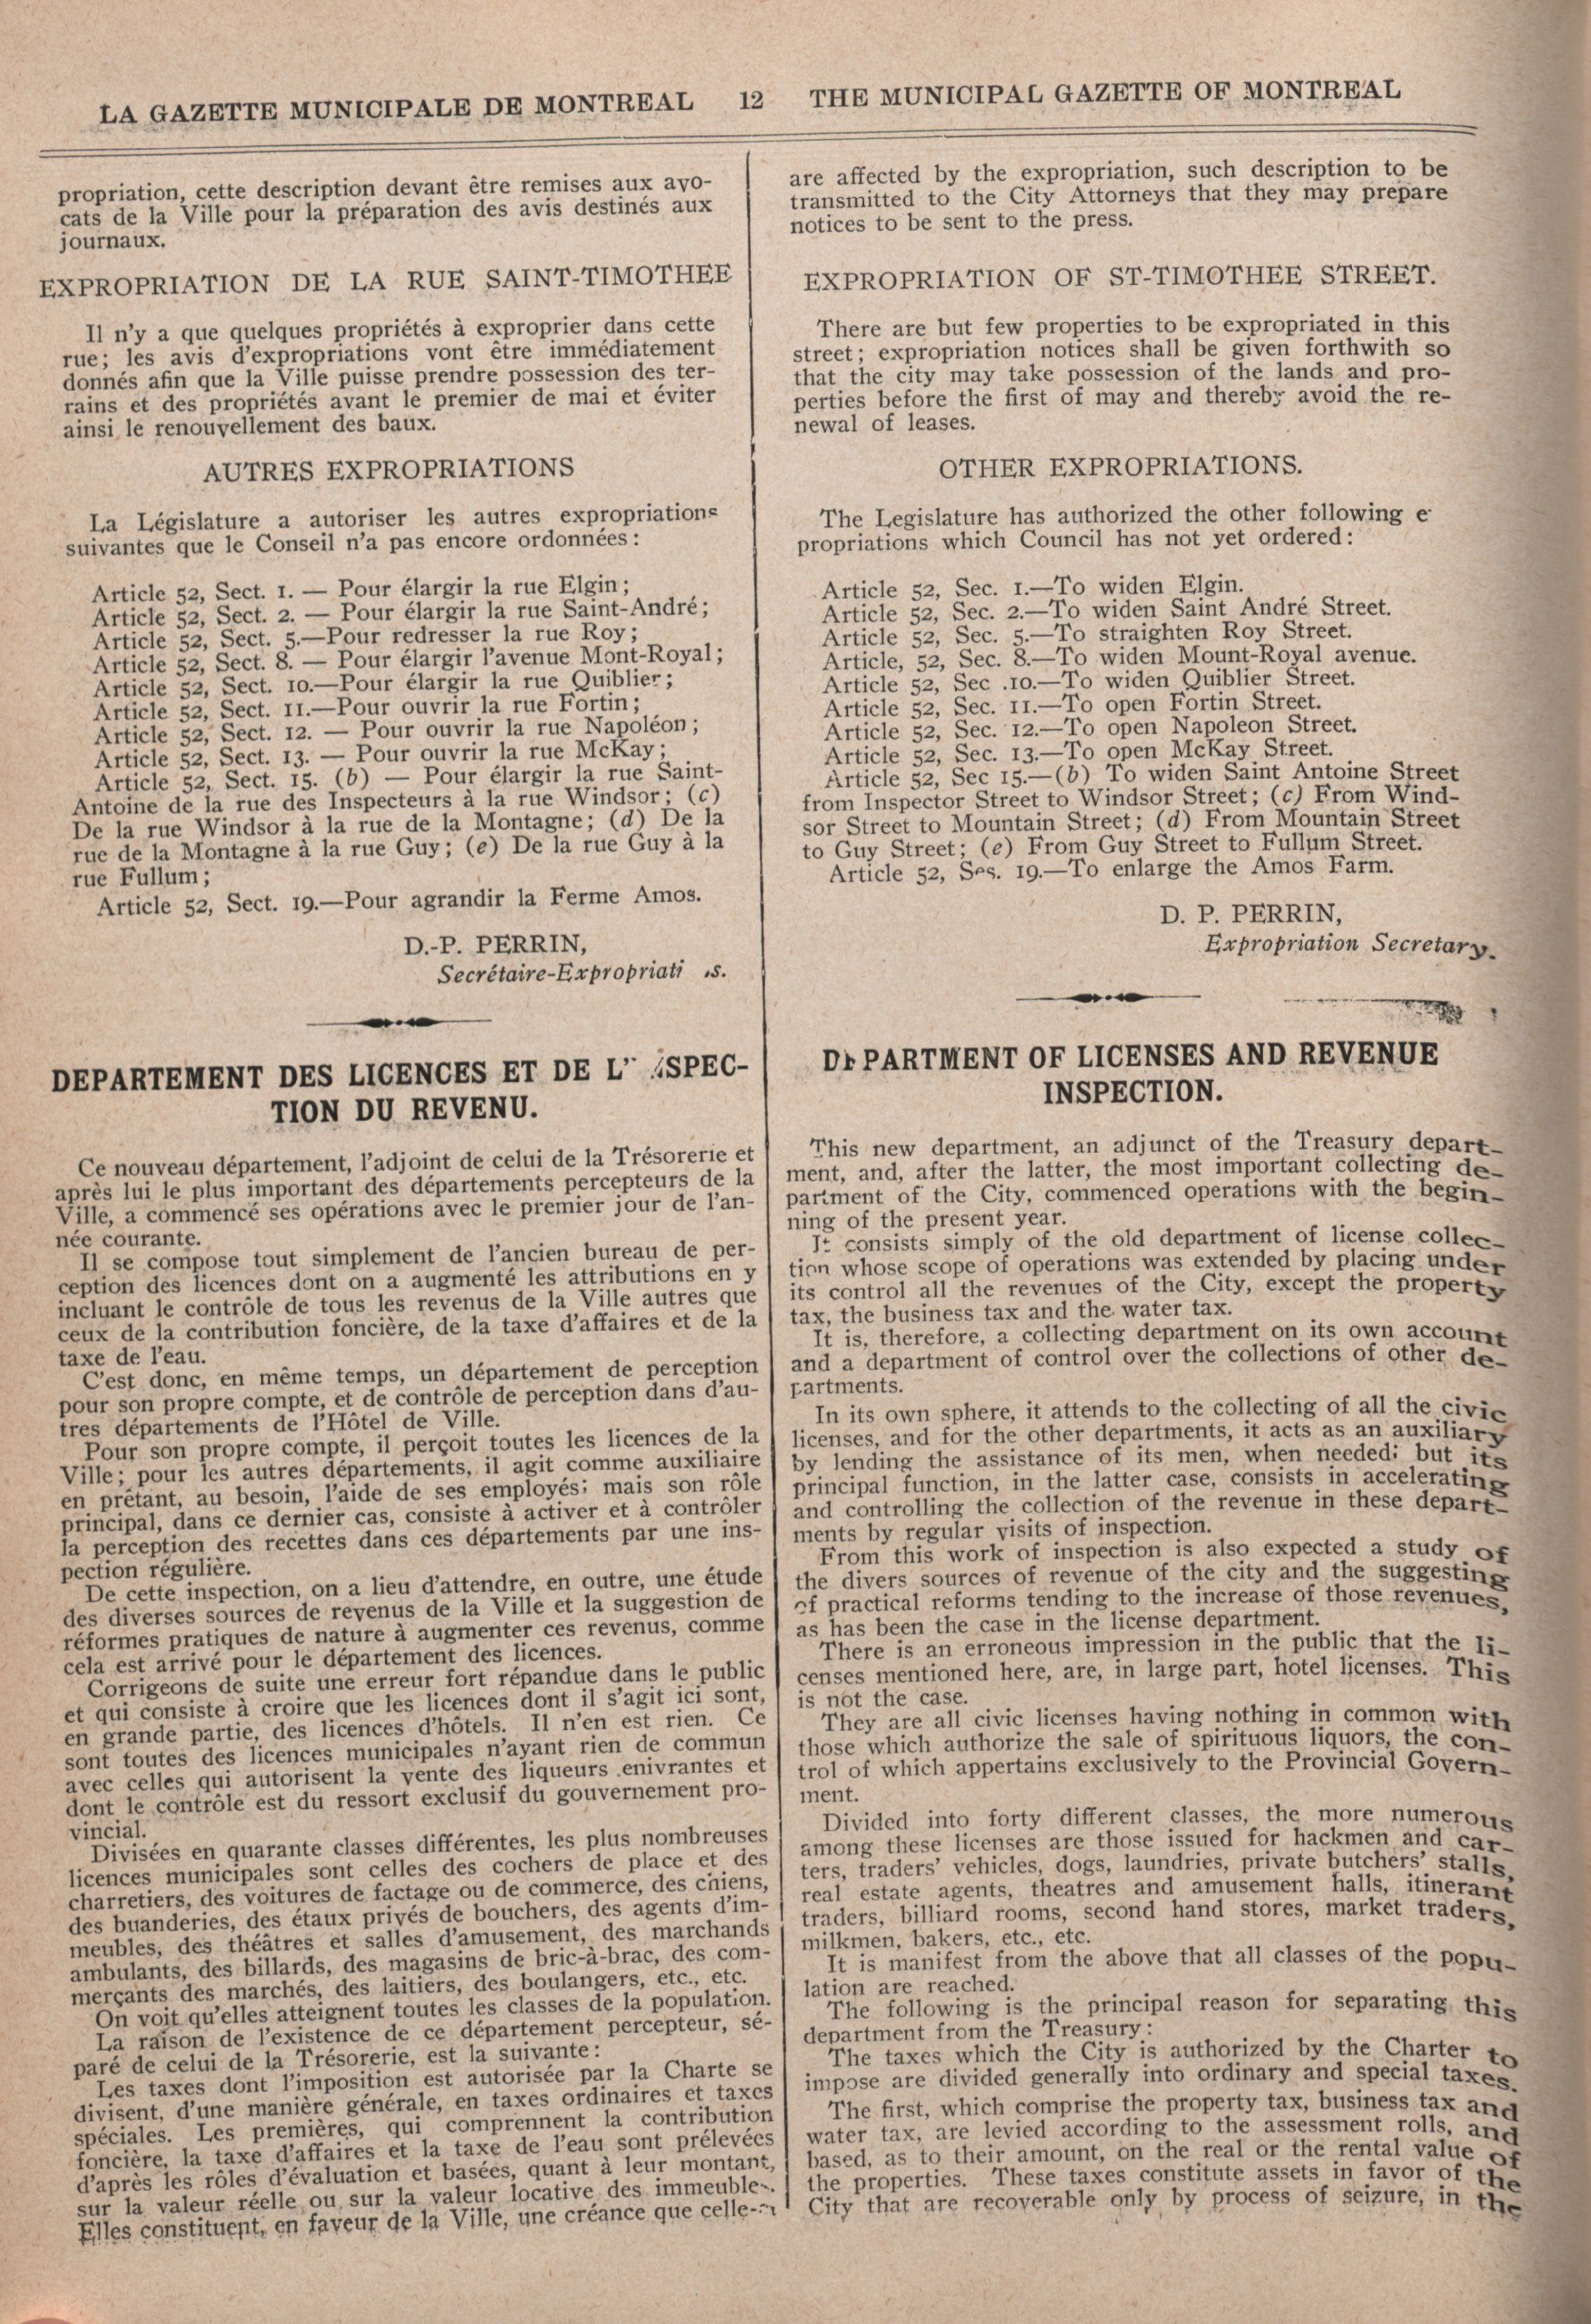 LA GAZETTE MUNICIPALE DE MONTREAL 12 THE MUNICIPAL GAZETTE OF MONTREAL
propriation, cette description devant être remises aux avo-
cats de la Ville pour la préparation des avis destinés aux
journaux.
EXPROPRIATION DE LA RUE SAINT-TIMOTHEE
Il n'y a que quelques propriétés à exproprier dans cette
rue; les avis d'expropriations vont être immédiatement
donnés afin que la Ville puisse prendre possession des ter-
rains et des propriétés avant le premier de mai et éviter
ainsi le renouvellement des baux.
AUTRES EXPROPRIATIONS
La Législature a autoriser les autres expropriations
suivantes que le Conseil n'a pas encore ordonnées:
Article 52, Sect. 1. — Pour élargir la rue Elgin;
Article 52, Sect. 2. — Pour élargir la rue Saint-André;
Article 52, Sect. 5.—Pour redresser la rue Roy;
Article 52, Sect. 8. — Pour élargir l'avenue Mont-Royal;
Article 52, Sect. 10.—Pour élargir la rue Quiblier;
Article 52, Sect. 11.—Pour ouvrir la rue Fortin;
Article 52, Sect. 12. — Pour ouvrir la rue Napoléon;
Article 52, Sect. 13. — Pour ouvrir la rue McKay;
Article 52, Sect. 15. (b) — Pour élargir la rue Saint-
Antoine de la rue des Inspecteurs à la rue Windsor; (c)
De la rue Windsor à la rue de la Montagne; (d) De la
rue de la Montagne à la rue Guy; (e) De la rue Guy à la
rue Fullum;
Article 52, Sect. 19.—Pour agrandir la Ferme Amos.
D.-P. PERRIN,
Secrétaire-Expropriati s.
DEPARTEMENT DES LICENCES ET DE L' SPEC-
TION DU REVENU.
Ce nouveau département, l'adjoint de celui de la Trésorerie et
après lui le plus important des départements percepteurs de la
Ville, a commencé ses opérations avec le premier jour de l'an-
née courante.
Il se compose tout simplement de l'ancien bureau de per-
ception des licences dont on a augmenté les attributions en y
incluant le contrôle de tous les revenus de la Ville autres que
ceux de la contribution foncière, de la taxe d'affaires et de la
taxe de l'eau.
C'est donc, en même temps, un département de perception
pour son propre compte, et de contrôle de perception dans d'au-
tres départements de l'Hôtel de Ville.
Pour son propre compte, il perçoit toutes les licences de la
Ville; pour les autres départements, il agit comme auxiliaire
en prêtant, au besoin, l'aide de ses employés; mais son rôle
principal, dans ce dernier cas, consiste à activer et à contrôler
la perception des recettes dans ces départements par une ins-
pection régulière.
De cette inspection, on a lieu d'attendre, en outre, une étude
des diverses sources de revenus de la Ville et la suggestion de
réformes pratiques de nature à augmenter ces revenus, comme
cela est arrivé pour le département des licences.
Corrigeons de suite une erreur fort répandue dans le public
et qui consiste à croire que les licences dont il s'agit ici sont,
en grande partie, des licences d'hôtels. Il n'en est rien. Ce
sont toutes des licences municipales n'ayant rien de commun
avec celles qui autorisent la vente des liqueurs enivrantes et
dont le contrôle est du ressort exclusif du gouvernement pro-
vincial.
Divisées en quarante classes différentes, les plus nombreuses
licences municipales sont celles des cochers de place et des
charretiers, des voitures de factage ou de commerce, des chiens,
des buanderies, des étaux privés de bouchers, des agents d'im-
meubles, des théâtres et salles d'amusement, des marchands
ambulants, des billards, des magasins de bric-à-brac, des com-
merçants des marchés, des laitiers, des boulangers, etc., etc.
On voit qu'elles atteignent toutes les classes de la population.
La raison de l'existence de ce département percepteur, sé-
paré de celui de la Trésorerie, est la suivante:
Les taxes dont l'imposition est autorisée par la Charte se
divisent, d'une manière générale, en taxes ordinaires et taxes
spéciales. Les premières, qui comprennent la contribution
foncière, la taxe d'affaires et la taxe de l'eau sont prélevées
d'après les rôles d'évaluation et basées, quant à leur montant,
sur la valeur réelle ou sur la valeur locative des immeubles.
Elles constituent, en faveur de la Ville, une créance que celle-ci
are affected by the expropriation, such description to be
transmitted to the City Attorneys that they may prepare
notices to be sent to the press.
EXPROPRIATION OF ST-TIMOTHEE STREET.
There are but few properties to be expropriated in this
street; expropriation notices shall be given forthwith so
that the city may take possession of the lands and pro-
perties before the first of may and thereby avoid the re-
newal of leases.
OTHER EXPROPRIATIONS.
The Legislature has authorized the other following e
propriations which Council has not yet ordered:
Article 52, Sec. 1.—To widen Elgin.
Article 52, Sec. 2.—To widen Saint André Street.
Article 52, Sec. 5.—To straighten Roy Street.
Article, 52, Sec. 8.—To widen Mount-Royal avenue.
Article 52, Sec .10.—To widen Quiblier Street.
Article 52, Sec. 11.—To open Fortin Street.
Article 52, Sec. 12.—To open Napoleon Street.
Article 52, Sec. 13.—To open McKay Street.
Article 52, Sec 15.—(b) To widen Saint Antoine Street
from Inspector Street to Windsor Street; (c) From Wind-
sor Street to Mountain Street; (d) From Mountain Street
to Guy Street; (e) From Guy Street to Fullum Street.
Article 52, Ses. 19.—To enlarge the Amos Farm.
D. P. PERRIN,
Expropriation Secretary.
DEPARTMENT OF LICENSES AND REVENUE
INSPECTION.
This new department, an adjunct of the Treasury depart-
ment, and, after the latter, the most important collecting de-
partment of the City, commenced operations with the begin-
ning of the present year.
It consists simply of the old department of license collec-
tion whose scope of operations was extended by placing under
its control all the revenues of the City, except the property
tax, the business tax and the water tax.
It is, therefore, a collecting department on its own account
and a department of control over the collections of other de-
partments.
In its own sphere, it attends to the collecting of all the civic
licenses, and for the other departments, it acts as an auxiliary
by lending the assistance of its men, when needed; but its
principal function, in the latter case, consists in accelerating
and controlling the collection of the revenue in these depart-
ments by regular visits of inspection.
From this work of inspection is also expected a study of
the divers sources of revenue of the city and the suggesting
of practical reforms tending to the increase of those revenues,
as has been the case in the license department.
There is an erroneous impression in the public that the li-
censes mentioned here, are, in large part, hotel licenses. This
is not the case.
They are all civic licenses having nothing in common with
those which authorize the sale of spirituous liquors, the con-
trol of which appertains exclusively to the Provincial Govern-
ment.
Divided into forty different classes, the more numerous
among these licenses are those issued for hackmen and car-
ters, traders' vehicles, dogs, laundries, private butchers' stalls,
real estate agents, theatres and amusement halls, itinerant
traders, billiard rooms, second hand stores, market traders,
milkmen, bakers, etc., etc.
It is manifest from the above that all classes of the popu-
lation are reached.
The following is the principal reason for separating this
department from the Treasury:
The taxes which the City is authorized by the Charter to
impose are divided generally into ordinary and special taxes.
The first, which comprise the property tax, business tax and
water tax, are levied according to the assessment rolls, and
based, as to their amount, on the real or the rental value of
the properties. These taxes constitute assets in favor of the
City that are recoverable only by process of seizure, in the